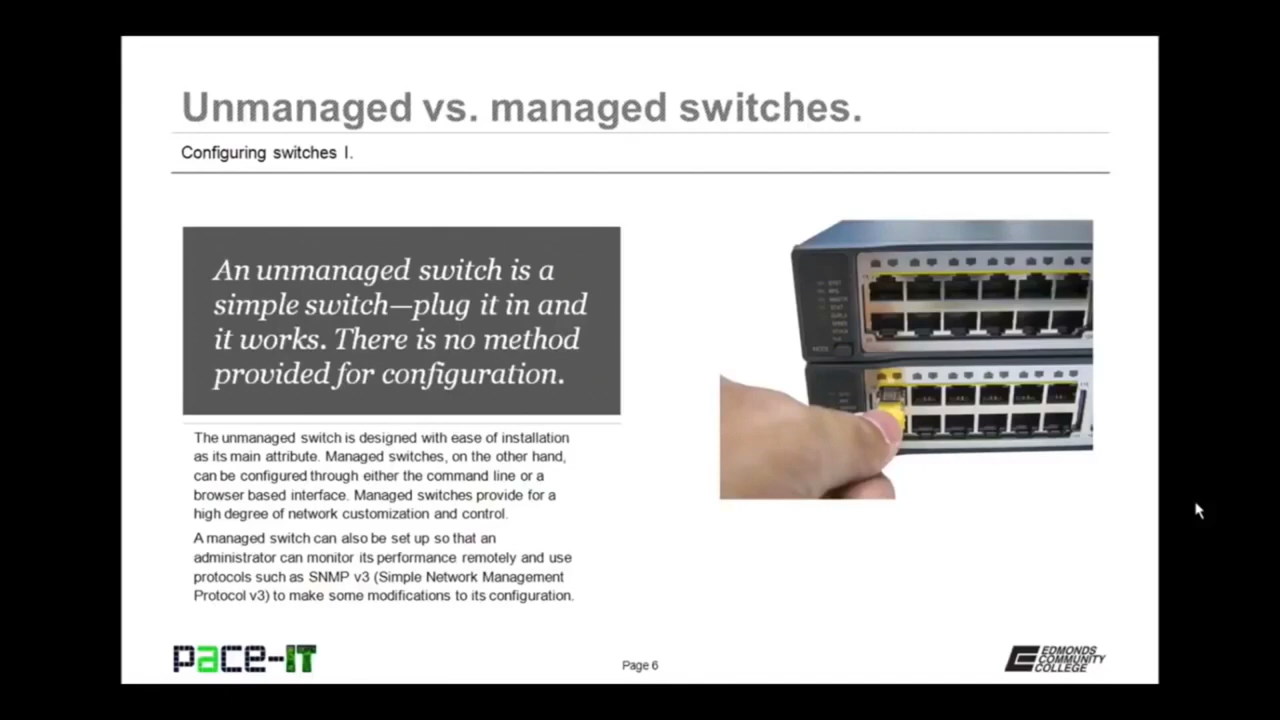 Unmanaged vs. managed switches.
Configuring switches I.
An unmanaged switch is a
simple switch—plug it in and
it works. There is no method
provided for configuration.
The unmanaged switch is designed with ease of installation
as its main attribute. Managed switches, on the other hand,
can be configured through either the command line or a
browser based interface. Managed switches provide for a
high degree of network customization and control.
A managed switch can also be set up so that an
administrator can monitor its performance remotely and use
protocols such as SNMP v3 (Simple Network Management
Protocol v3) to make some modifications to its configuration.
MODE
pace-IT
Page 6
EDMONDS
COMMUNITY
COLLEGE